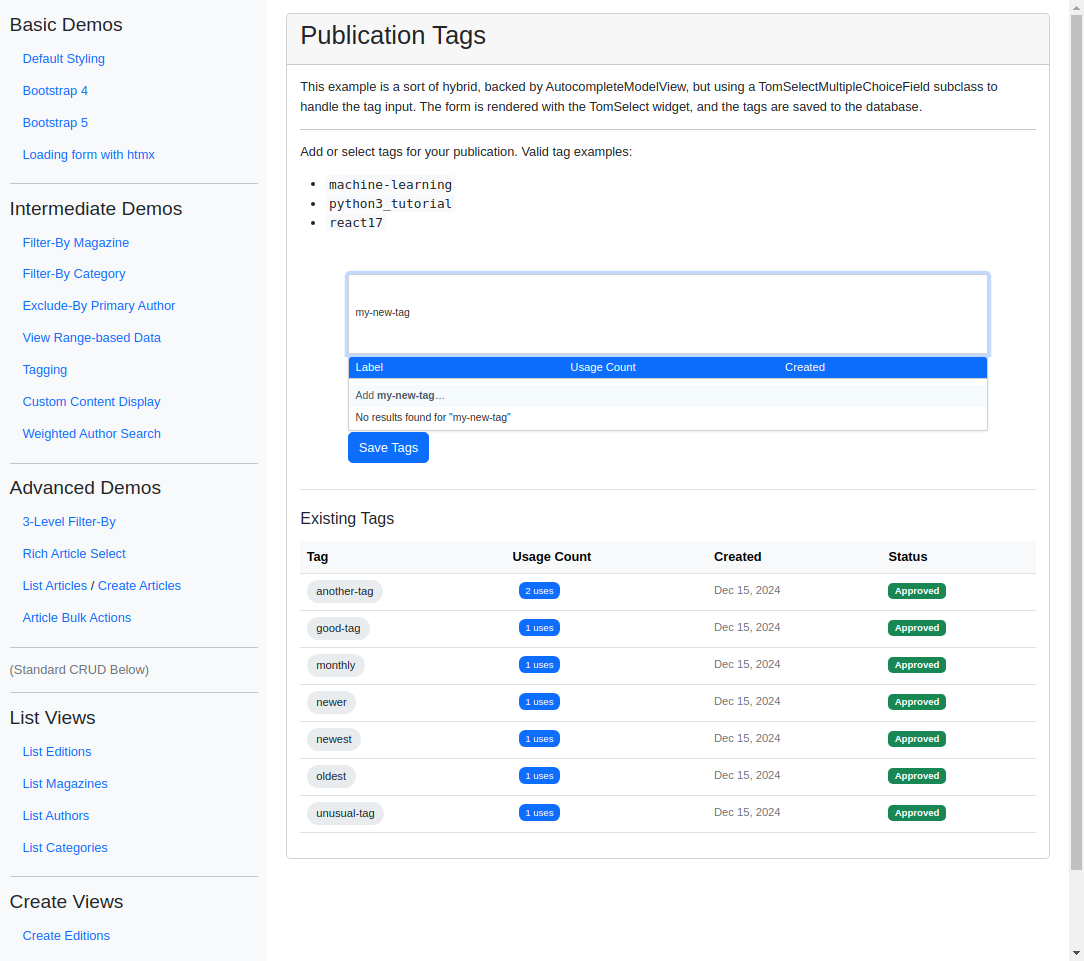 Basic Demos
Default Styling
Bootstrap 4
Bootstrap 5
Loading form with htmx
Intermediate Demos
Filter-By Magazine
Filter-By Category
Exclude-By Primary Author
View Range-based Data
Tagging
Custom Content Display
Weighted Author Search
Advanced Demos
3-Level Filter-By
Rich Article Select
List Articles / Create Articles
Article Bulk Actions
(Standard CRUD Below)
List Views
List Editions
List Magazines
List Authors
List Categories
Create Views
Create Editions
Publication Tags
This example is a sort of hybrid, backed by AutocompleteModelView, but using a TomSelectMultipleChoiceField subclass to
handle the tag input. The form is rendered with the TomSelect widget, and the tags are saved to the database.
Add or select tags for your publication. Valid tag examples:
machine-learning
python3_tutorial
react17
my-new-tag
Label Usage Count Created
Add my-new-tag...
No results found for "my-new-tag"
Save Tags
Existing Tags
Tag Usage Count Created Status
another-tag 2 uses Dec 15, 2024 Approved
good-tag 1 uses Dec 15, 2024 Approved
monthly 1 uses Dec 15, 2024 Approved
newer 1 uses Dec 15, 2024 Approved
newest 1 uses Dec 15, 2024 Approved
oldest 1 uses Dec 15, 2024 Approved
unusual-tag 1 uses Dec 15, 2024 Approved